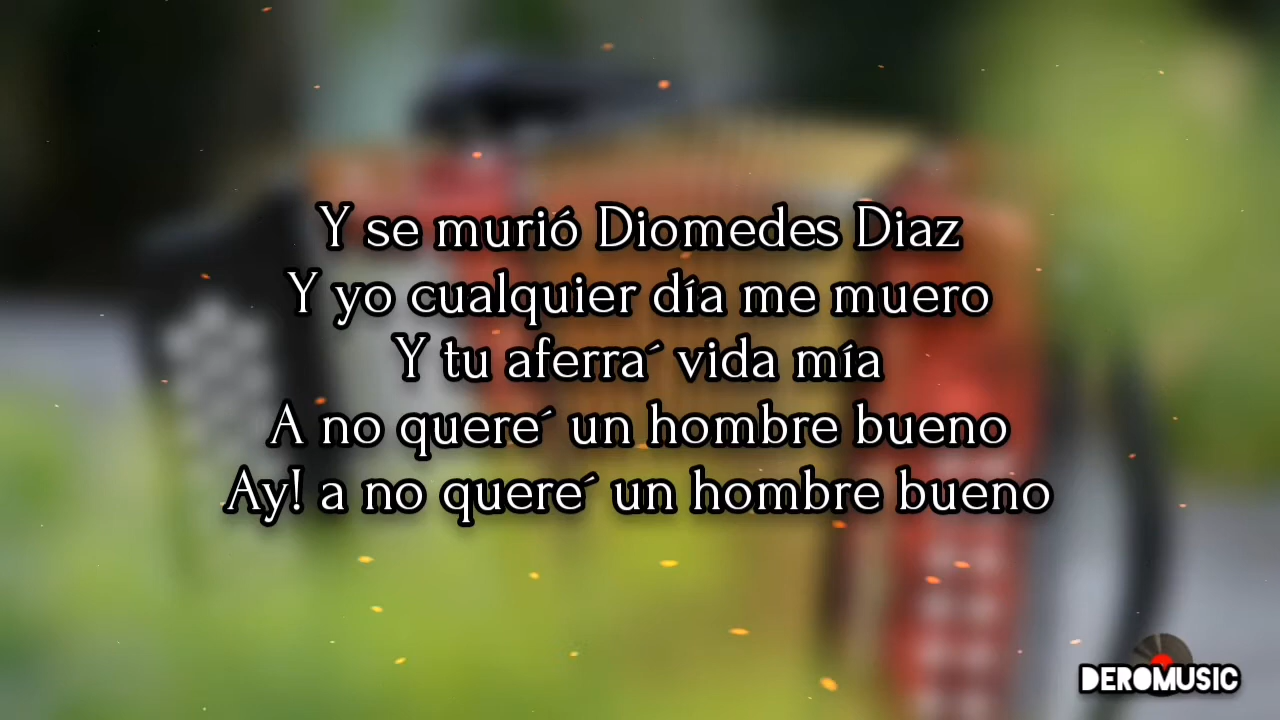 Y se murió Diomedes Diaz
Y yo cualquier día me muero
Y tu aferra´ vida mía
A no quere´ un hombre bueno
Ay! a no quere´ un hombre bueno
DEROMUSIC